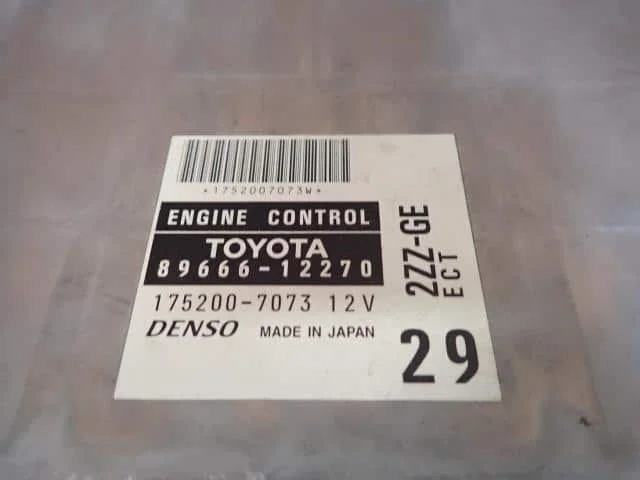 *1752007073W*
ENGINE CONTROL
TOYOTA
89666-12270
175200-7073 12V
DENSO MADE IN JAPAN
2ZZ-GE
ECT
29